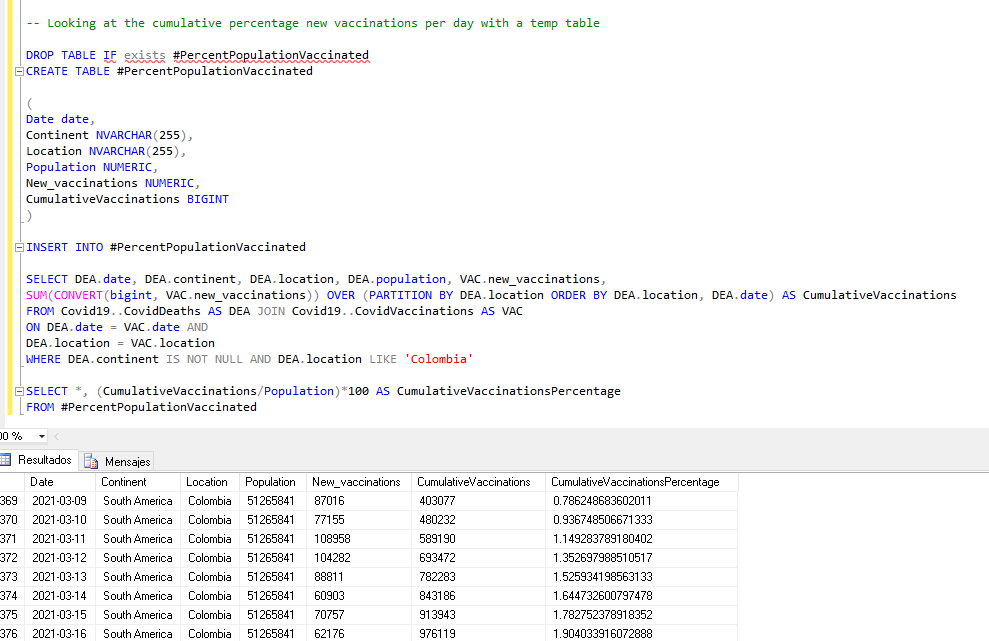 -- Looking at the cumulative percentage new vaccinations per day with a temp table
DROP TABLE IF exists #PercentPopulationVaccinated
CREATE TABLE #PercentPopulationVaccinated
(
Date date,
Continent NVARCHAR(255),
Location NVARCHAR(255),
Population NUMERIC,
New_vaccinations NUMERIC,
CumulativeVaccinations BIGINT
)
INSERT INTO #PercentPopulationVaccinated
SELECT DEA.date, DEA.continent, DEA.location, DEA.population, VAC.new_vaccinations,
SUM(CONVERT(bigint, VAC.new_vaccinations)) OVER (PARTITION BY DEA.location ORDER BY DEA.location, DEA.date) AS CumulativeVaccinations
FROM Covid19..CovidDeaths AS DEA JOIN Covid19..CovidVaccinations AS VAC
ON DEA.date = VAC.date AND
DEA.location = VAC.location
WHERE DEA.continent IS NOT NULL AND DEA.location LIKE 'Colombia'
SELECT *, (CumulativeVaccinations/Population)*100 AS CumulativeVaccinationsPercentage
FROM #PercentPopulationVaccinated
00 %
Resultados Mensajes
Date Continent Location Population New_vaccinations CumulativeVaccinations CumulativeVaccinationsPercentage
369 2021-03-09 South America Colombia 51265841 87016 403077 0.786248683602011
370 2021-03-10 South America Colombia 51265841 77155 480232 0.936748506671333
371 2021-03-11 South America Colombia 51265841 108958 589190 1.149283789180402
372 2021-03-12 South America Colombia 51265841 104282 693472 1.352697988510517
373 2021-03-13 South America Colombia 51265841 88811 782283 1.525934198563133
374 2021-03-14 South America Colombia 51265841 60903 843186 1.644732600797478
375 2021-03-15 South America Colombia 51265841 70757 913943 1.782752378918352
376 2021-03-16 South America Colombia 51265841 62176 976119 1.904033916072888